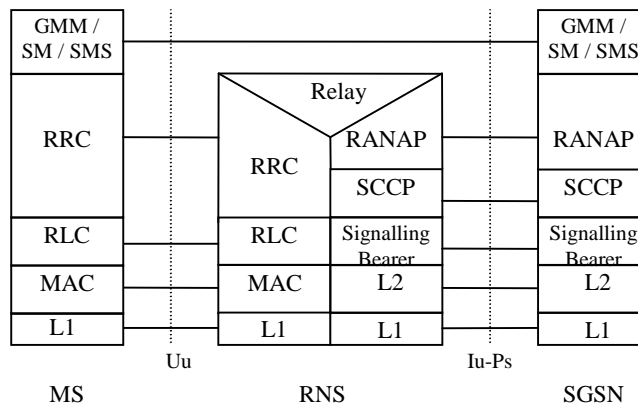 GMM /
SM / SMS
GMM /
SM / SMS
Relay
RRC
RRC
RANAP
RANAP
SCCP
SCCP
RLC
RLC
Signalling
Bearer
Signalling
Bearer
MAC
MAC
L2
L2
L1
L1
L1
L1
Uu
Iu-Ps
MS
RNS
SGSN